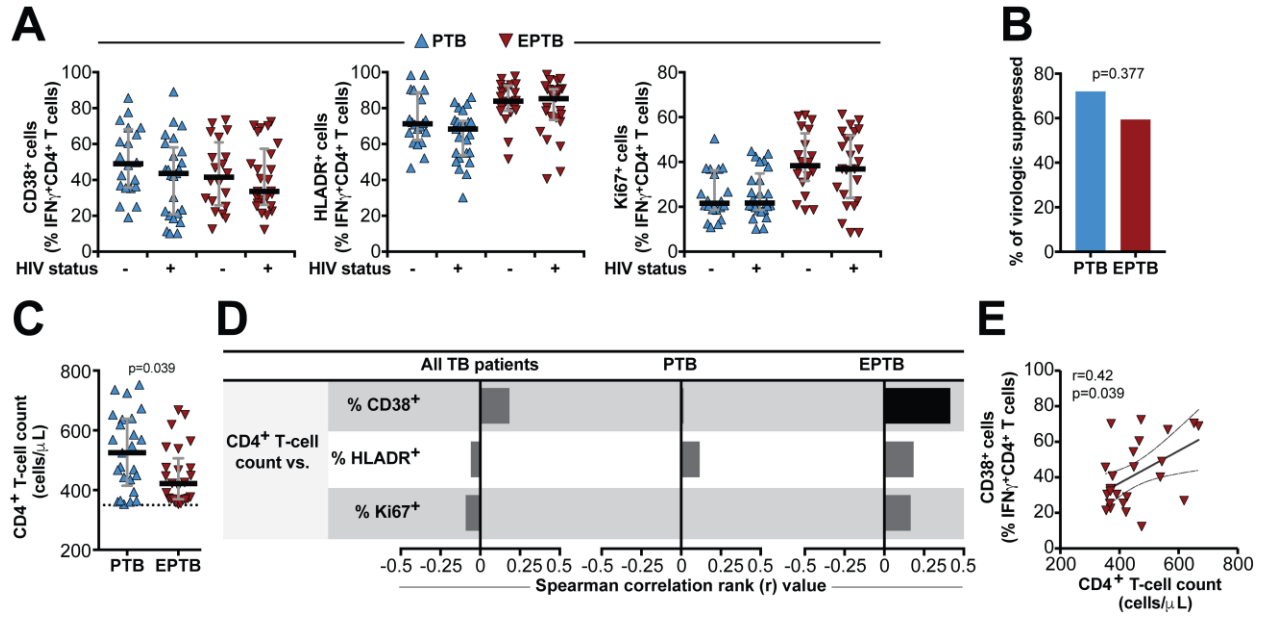 A
PTB EPTB
CD38+ cells
(% IFNγ+CD4+ T cells)
100
80
60
40
20
0
HIV status - + - +
HLADR+ cells
(% IFNγ+CD4+ T cells)
100
80
60
40
20
0
HIV status - + - +
Ki67+ cells
(% IFNγ+CD4+ T cells)
80
60
40
20
0
HIV status - + - +
B
% of virologic suppressed
80
60
40
20
0
p=0.377
PTB EPTB
C
CD4+ T-cell count
(cells/μL)
800
600
400
200
p=0.039
PTB EPTB
D
All TB patients PTB EPTB
CD4+ T-cell
count vs.
% CD38+
% HLADR+
% Ki67+
-0.5 -0.25 0 0.25 0.5 -0.5 -0.25 0 0.25 0.5 -0.5 -0.25 0 0.25 0.5
Spearman correlation rank (r) value
E
CD38+ cells
(% IFNγ+CD4+ T cells)
100
80
60
40
20
0
r=0.42
p=0.039
200 400 600 800
CD4+ T-cell count
(cells/μL)